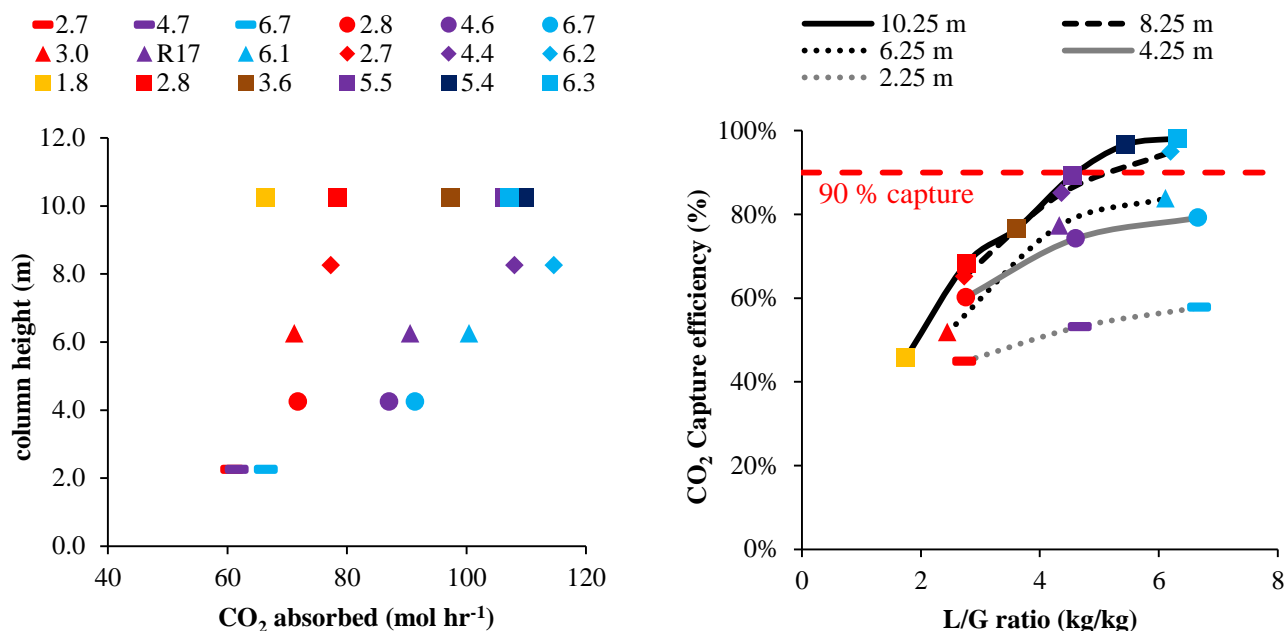 2.7 4.7 6.7 2.8 4.6 6.7
3.0 R17 6.1 2.7 4.4 6.2
1.8 2.8 3.6 5.5 5.4 6.3
12.0
10.0
8.0
6.0
4.0
2.0
0.0
column height (m)
40 60 80 100 120
CO₂ absorbed (mol hr⁻¹)
10.25 m 8.25 m
6.25 m 4.25 m
2.25 m
100%
80%
60%
40%
20%
0%
90 % capture
CO₂ Capture efficiency (%)
0 2 4 6 8
L/G ratio (kg/kg)